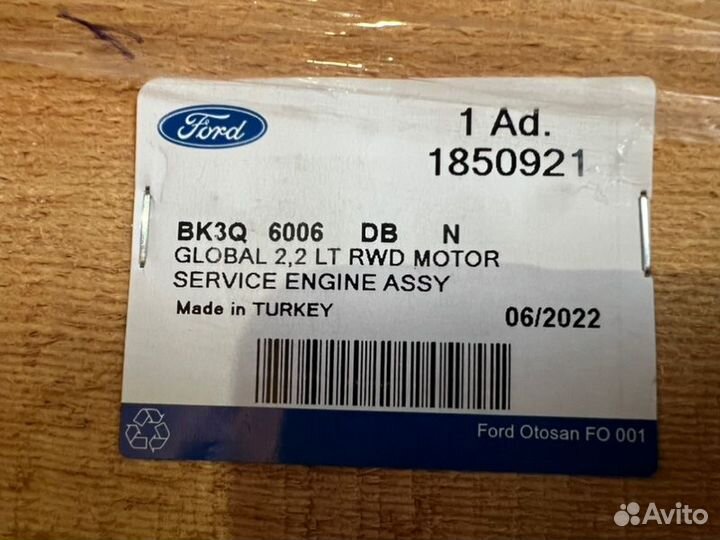 Ford
1 Ad.
1850921
BK3Q 6006 DB N
GLOBAL 2,2 LT RWD MOTOR
SERVICE ENGINE ASSY
Made in TURKEY
06/2022
Ford Otosan FO 001
Avito